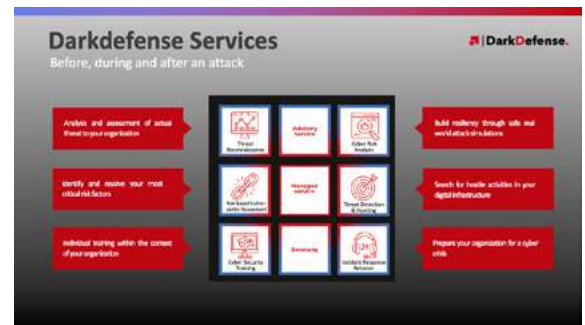 Darkdefense Services
Before, during and after an attack
DarkDefense.
Analysis and assessment of actual
threat to your organization
Identify and resolve your most
critical risk factors
Individual training within the context
of your organization
Threat
Reconnaissance
Advisory
Service
Cyber Risk
Analysis
Managed
Service
Threat Detection
& Hunting
Cyber Security
Training
24
Incident Response
Retainer
Build resiliency through safe real
world attack simulations
Search for hostile activities in your
digital infrastructure
Prepare your organization for a cyber
crisis